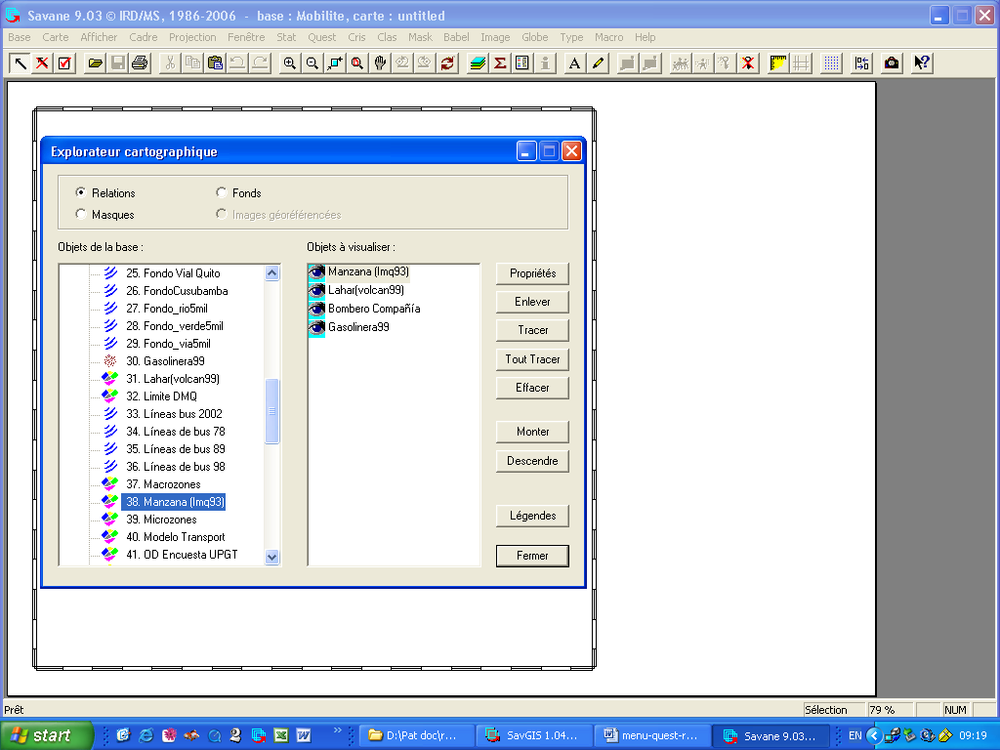 Savane 9.03 © IRD/MS, 1986-2006 - base : Mobilite, carte : untitled
Base Carte Afficher Cadre Projection Fenêtre Stat Quest Cris Clas Mask Babel Image Globe Type Macro Help
Explorateur cartographique
Relations Fonds
Masques Images géoréférencées
Objets de la base : Objets à visualiser :
25. Fondo Vial Quito
26. FondoCusubamba
27. Fondo_rio5mil
28. Fondo_verde5mil
29. Fondo_via5mil
30. Gasolinera99
31. Lahar(volcan99)
32. Limite DMQ
33. Líneas bus 2002
34. Líneas de bus 78
35. Líneas de bus 89
36. Líneas de bus 98
37. Macrozones
38. Manzana (lmq93)
39. Microzones
40. Modelo Transport
41. OD Encuesta UPGT
Manzana (lmq93)
Lahar(volcan99)
Bombero Compañía
Gasolinera99
Propriétés
Enlever
Tracer
Tout Tracer
Effacer
Monter
Descendre
Légendes
Fermer
Prêt Sélection 79 % NUM
start D:\Pat doc\r... SavGIS 1.04... menu-quest-r... Savane 9.03... EN 09:19